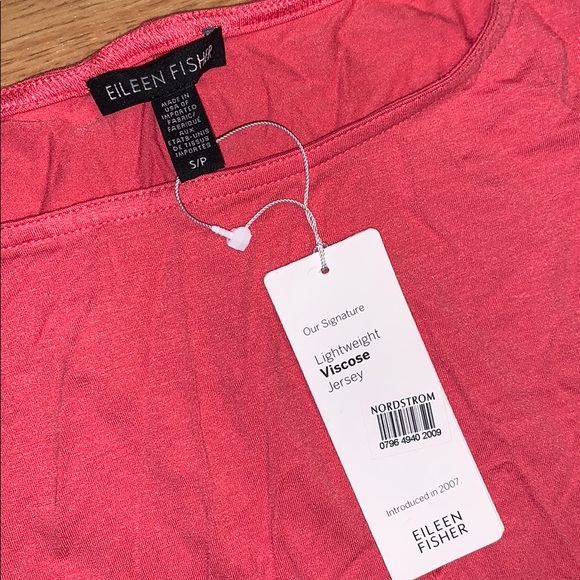 EILEEN FISHER
MADE IN
USA OF
IMPORTED
FABRIC/
FABRIQUÉ
AUX
ÉTATS-UNIS
DE TISSUS
IMPORTÉS
S/P
Our Signature
Lightweight
Viscose
Jersey
NORDSTROM
0796 4940 2009
Introduced in 2007.
EILEEN
FISHER